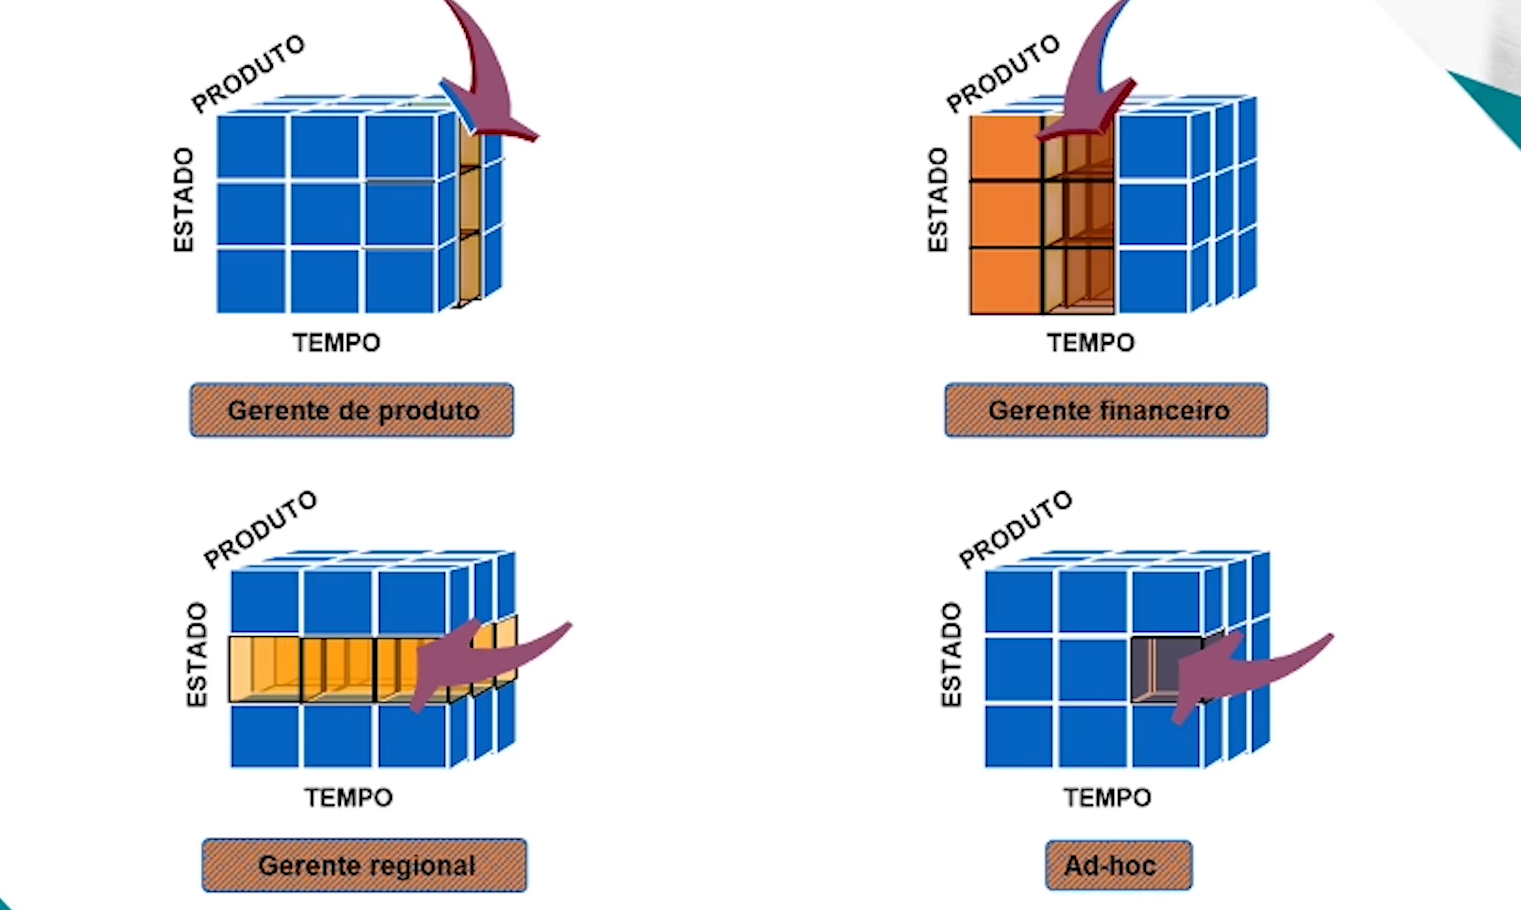 PRODUTO
ESTADO
TEMPO
Gerente de produto
PRODUTO
ESTADO
TEMPO
Gerente financeiro
PRODUTO
ESTADO
TEMPO
Gerente regional
PRODUTO
ESTADO
TEMPO
Ad-hoc